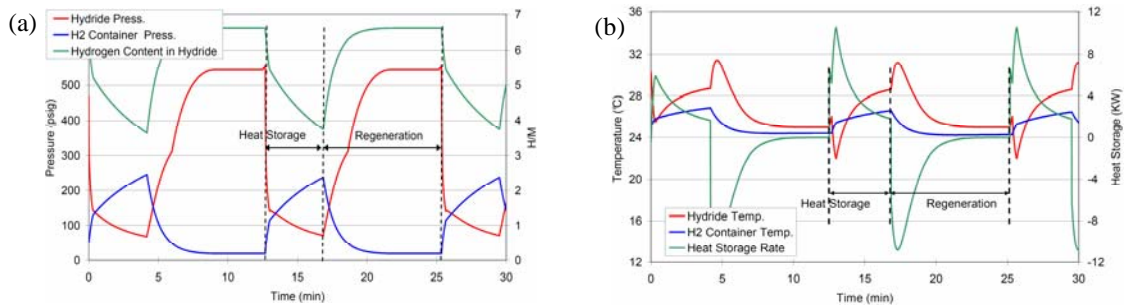 (a)
Hydride Press.
H2 Container Press.
Hydrogen Content in Hydride
Pressure (psig)
500
400
300
200
100
0
Heat Storage
Regeneration
7
6
5
4
3
2
1
0
H/M
0 5 10 15 20 25 30
Time (min)
(b)
Temperature (℃)
36
32
28
24
20
16
12
Heat Storage
Regeneration
Hydride Temp.
H2 Container Temp.
Heat Storage Rate
12
8
4
0
-4
-8
-12
Heat Storage (KW)
0 5 10 15 20 25 30
Time (min)